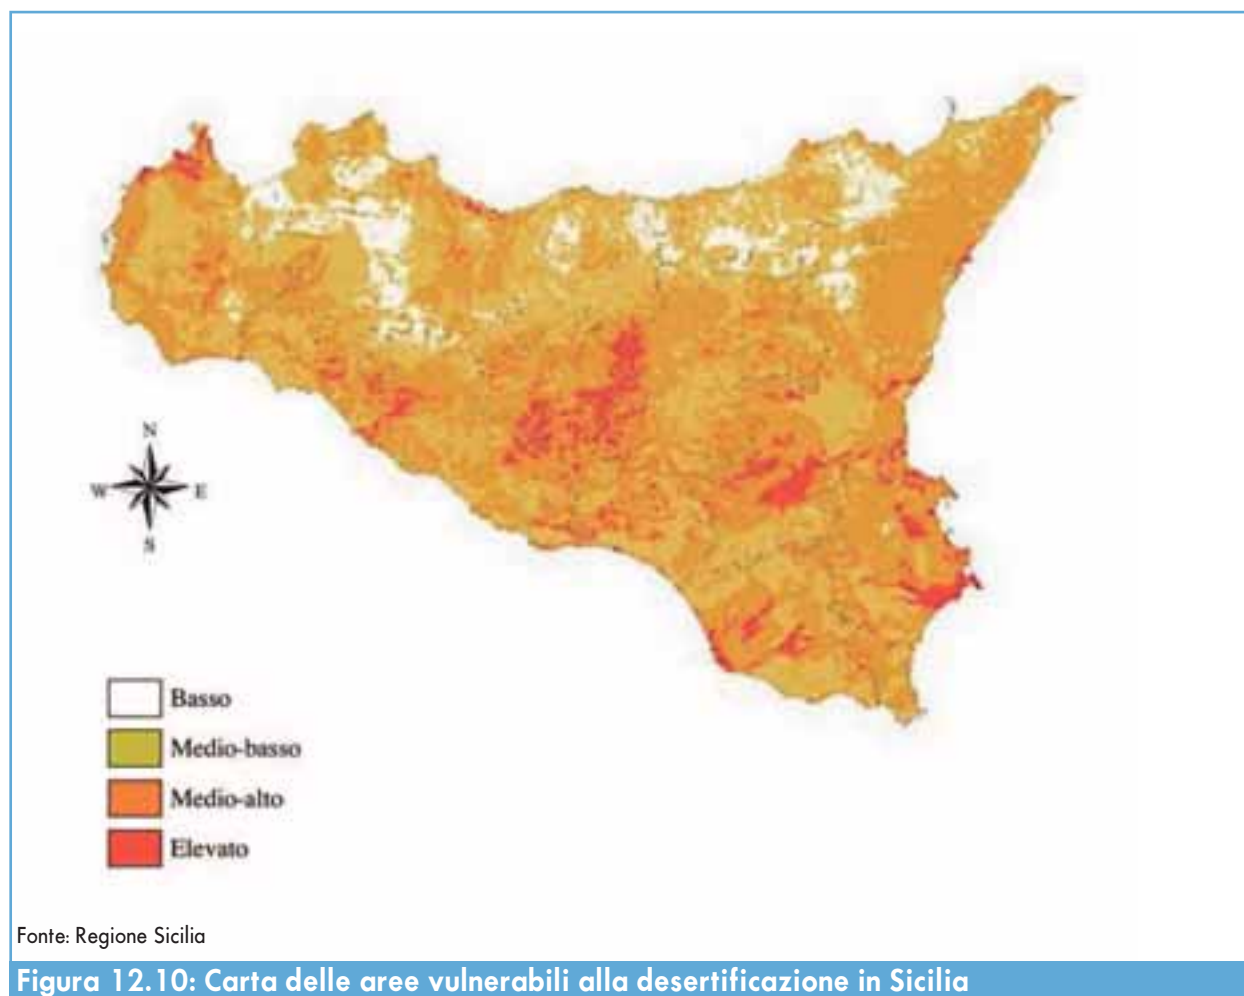 N
W E
S
Basso
Medio-basso
Medio-alto
Elevato
Fonte: Regione Sicilia
Figura 12.10: Carta delle aree vulnerabili alla desertificazione in Sicilia